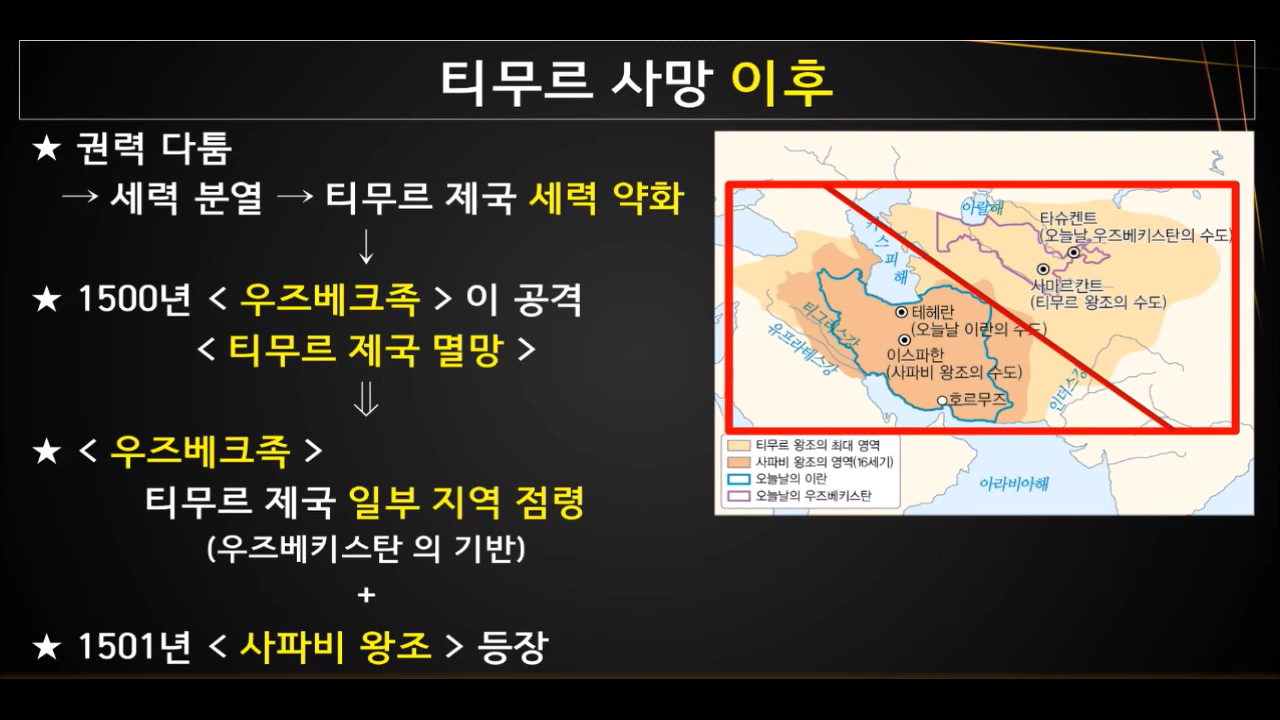 티무르 사망 이후
★ 권력 다툼
→ 세력 분열 → 티무르 제국 세력 약화
↓
★ 1500년 < 우즈베크족 > 이 공격
< 티무르 제국 멸망 >
⇓
★ < 우즈베크족 >
티무르 제국 일부 지역 점령
(우즈베키스탄 의 기반)
+
★ 1501년 < 사파비 왕조 > 등장
아랄해
카스피해
타슈켄트
(오늘날 우즈베키스탄의 수도)
사마르칸트
(티무르 왕조의 수도)
테헤란
(오늘날 이란의 수도)
이스파한
(사파비 왕조의 수도)
티그리스강
유프라테스강
호르무즈
인더스강
아라비아해
티무르 왕조의 최대 영역
사파비 왕조의 영역(16세기)
오늘날의 이란
오늘날의 우즈베키스탄